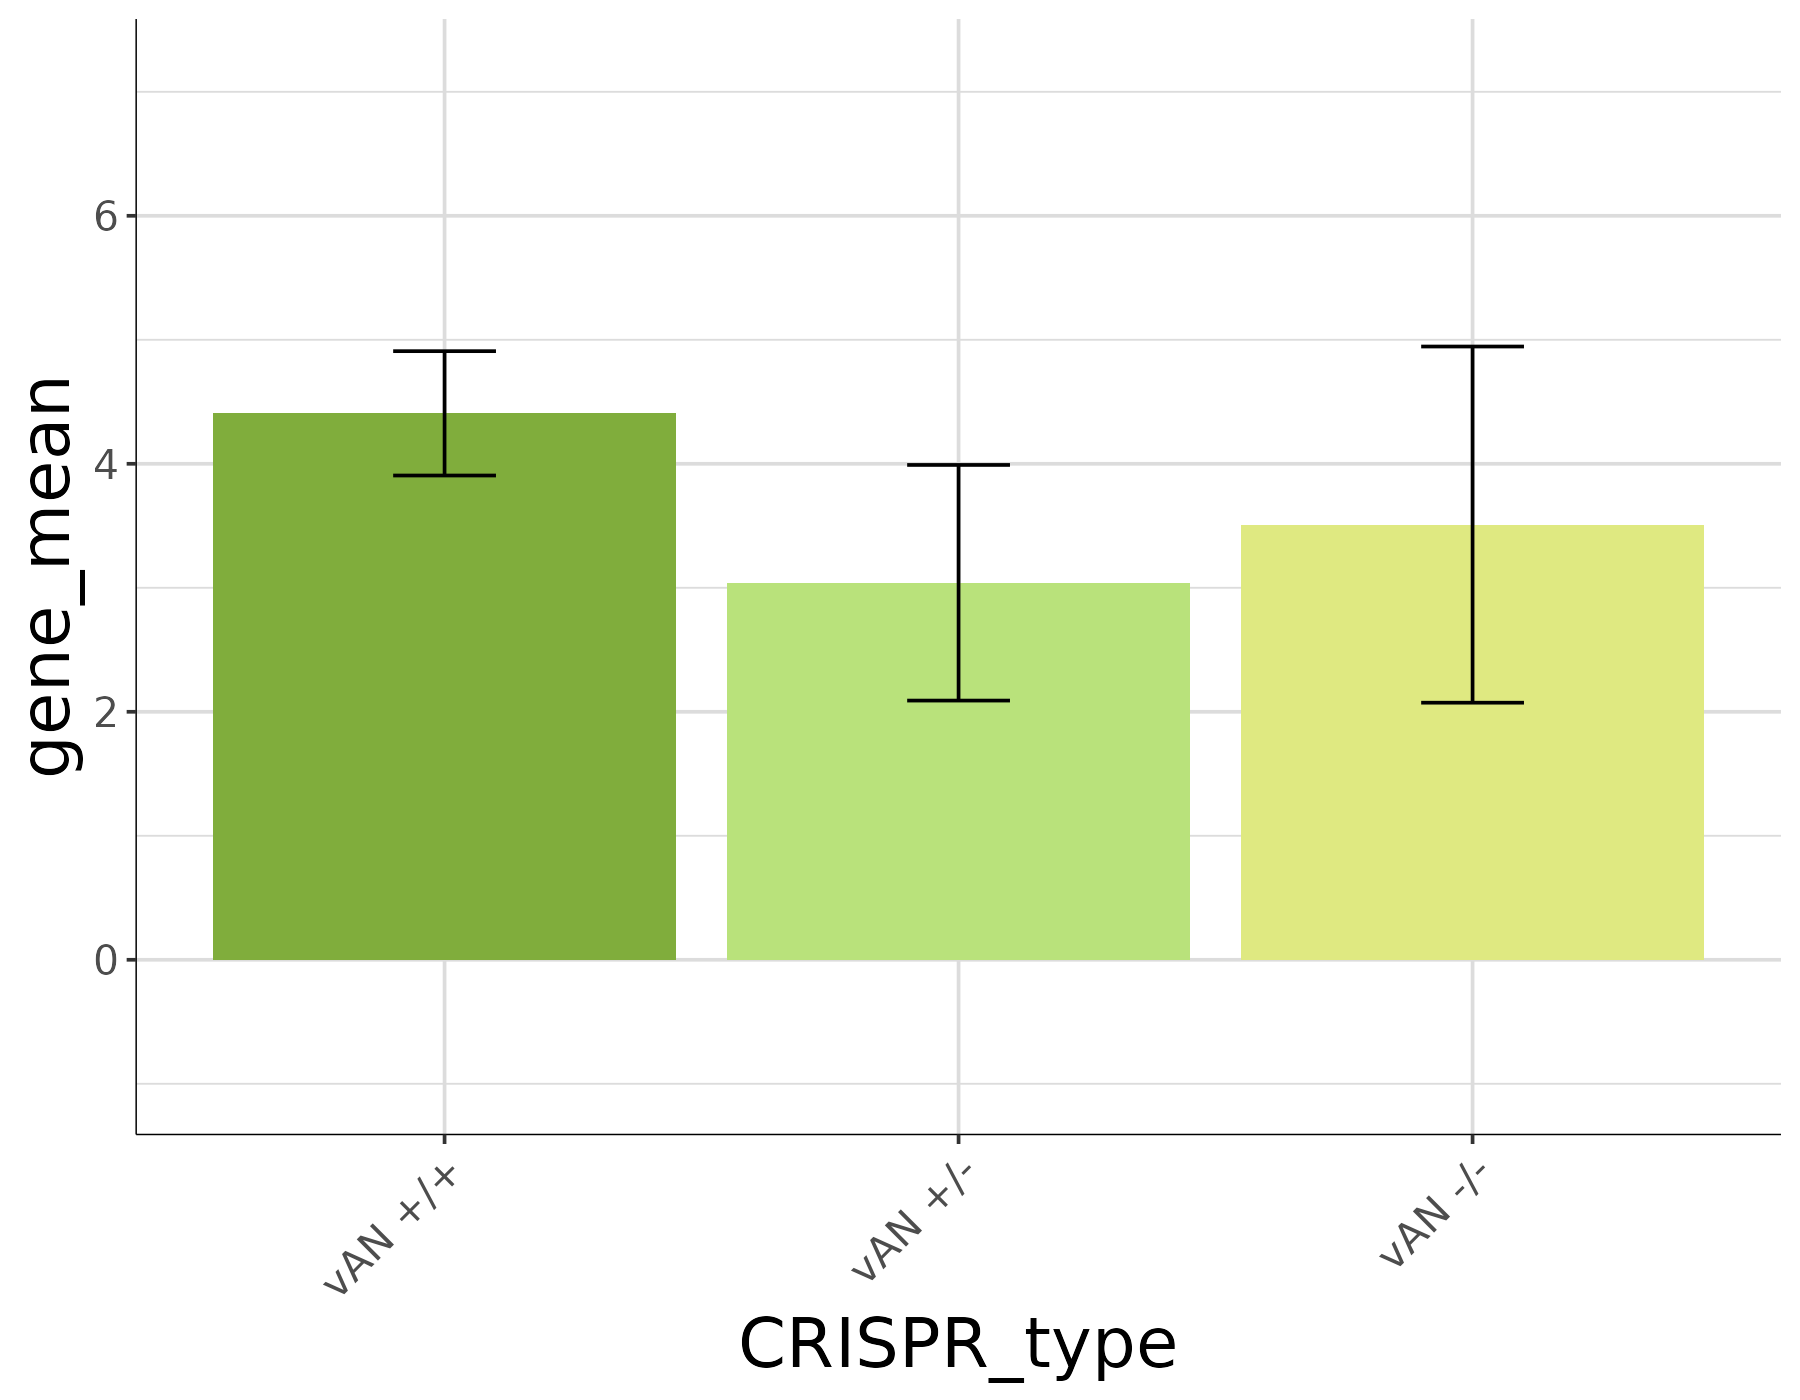 gene_mean
6
4
2
0
vAN +/+
vAN +/-
vAN -/-
CRISPR_type